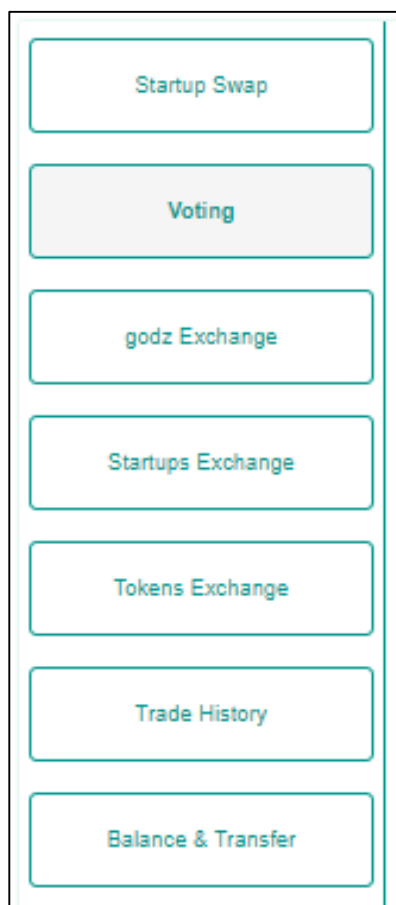 Startup Swap
Voting
godz Exchange
Startups Exchange
Tokens Exchange
Trade History
Balance & Transfer